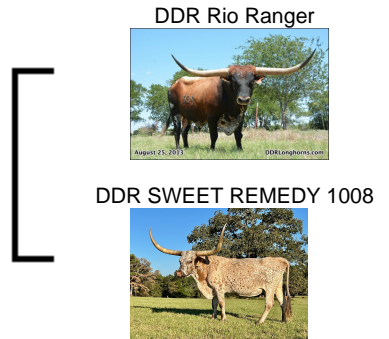 DDR Rio Ranger
August 25, 2013
DDRLonghorns.com
DDR SWEET REMEDY 1008